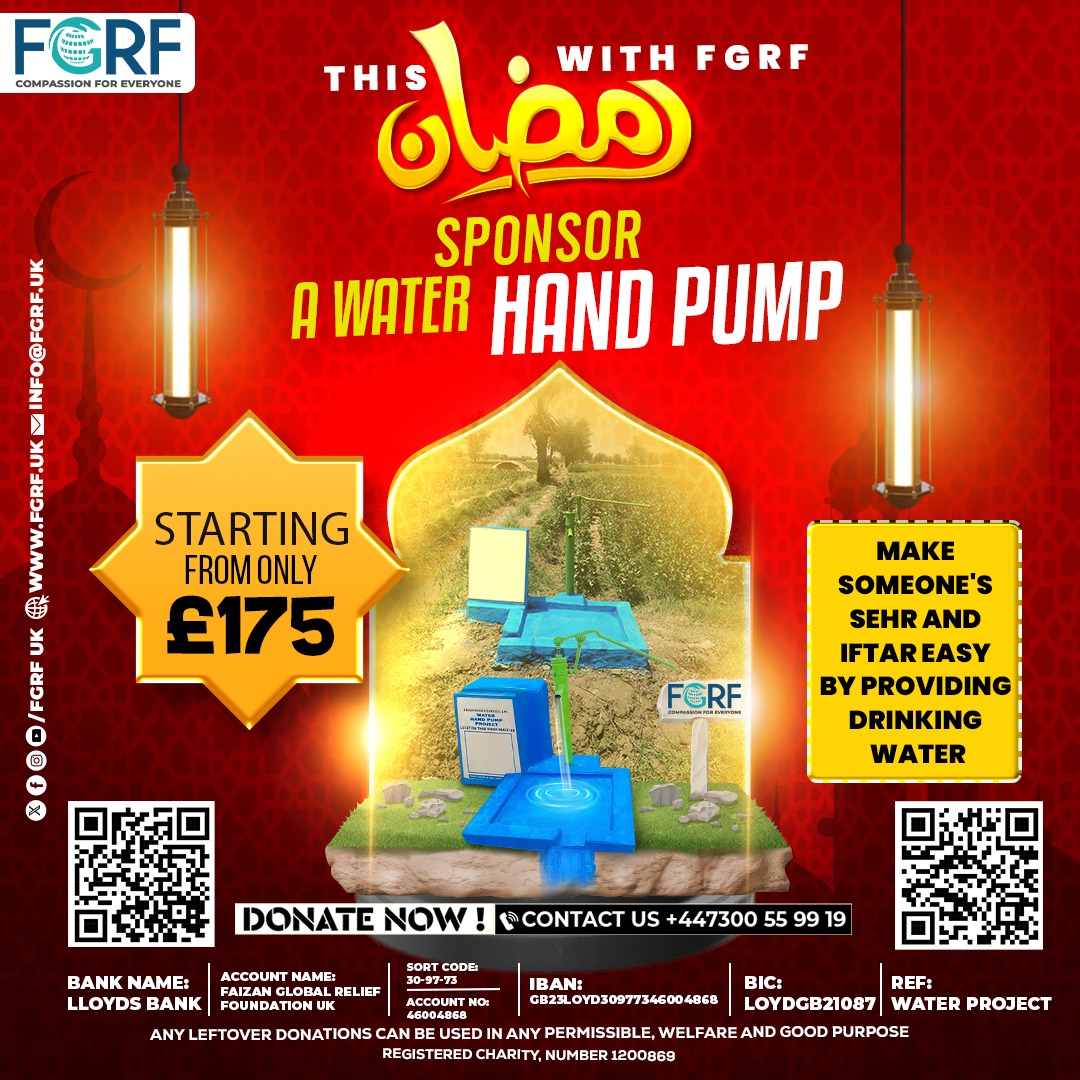 FGRF
COMPASSION FOR EVERYONE
THIS رمضان WITH FGRF
SPONSOR
A WATER HAND PUMP
STARTING
FROM ONLY
£175
MAKE
SOMEONE'S
SEHR AND
IFTAR EASY
BY PROVIDING
DRINKING
WATER
WATER
HAND PUMP
PROJECT
FGRF
COMPASSION FOR EVERYONE
/FGRF UK WWW.FGRF.UK INFO@FGRF.UK
DONATE NOW !
CONTACT US +447300 55 99 19
BANK NAME:
LLOYDS BANK
ACCOUNT NAME:
FAIZAN GLOBAL RELIEF
FOUNDATION UK
SORT CODE:
30-97-73
ACCOUNT NO:
46004868
IBAN:
GB23LOYD30977346004868
BIC:
LOYDGB21087
REF:
WATER PROJECT
ANY LEFTOVER DONATIONS CAN BE USED IN ANY PERMISSIBLE, WELFARE AND GOOD PURPOSE
REGISTERED CHARITY, NUMBER 1200869